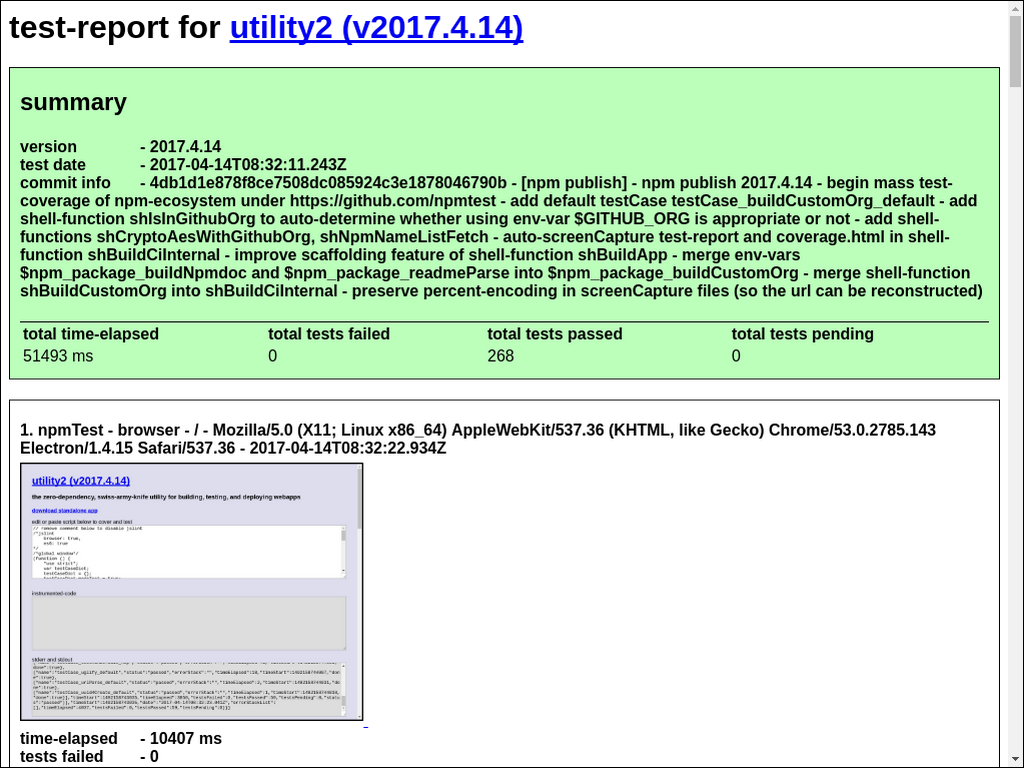 test-report for utility2 (v2017.4.14)
summary
version - 2017.4.14
test date - 2017-04-14T08:32:11.243Z
commit info - 4db1d1e878f8ce7508dc085924c3e1878046790b - [npm publish] - npm publish 2017.4.14 - begin mass test-
coverage of npm-ecosystem under https://github.com/npmtest - add default testCase testCase_buildCustomOrg_default - add
shell-function shIsInGithubOrg to auto-determine whether using env-var $GITHUB_ORG is appropriate or not - add shell-
functions shCryptoAesWithGithubOrg, shNpmNameListFetch - auto-screenCapture test-report and coverage.html in shell-
function shBuildCiInternal - improve scaffolding feature of shell-function shBuildApp - merge env-vars
$npm_package_buildNpmdoc and $npm_package_readmeParse into $npm_package_buildCustomOrg - merge shell-function
shBuildCustomOrg into shBuildCiInternal - preserve percent-encoding in screenCapture files (so the url can be reconstructed)
total time-elapsed total tests failed total tests passed total tests pending
51493 ms 0 268 0
1. npmTest - browser - / - Mozilla/5.0 (X11; Linux x86_64) AppleWebKit/537.36 (KHTML, like Gecko) Chrome/53.0.2785.143
Electron/1.4.15 Safari/537.36 - 2017-04-14T08:32:22.934Z
utility2 (v2017.4.14)
the zero-dependency, swiss-army-knife utility for building, testing, and deploying webapps
download standalone app
edit or paste script below to cover and test
// remove comment below to disable jslint
/*jslint
browser: true,
es6: true
*/
/*global window*/
(function () {
"use strict";
var testCaseDict;
testCaseDict = {};
instrumented-code
stderr and stdout
time-elapsed - 10407 ms
tests failed - 0